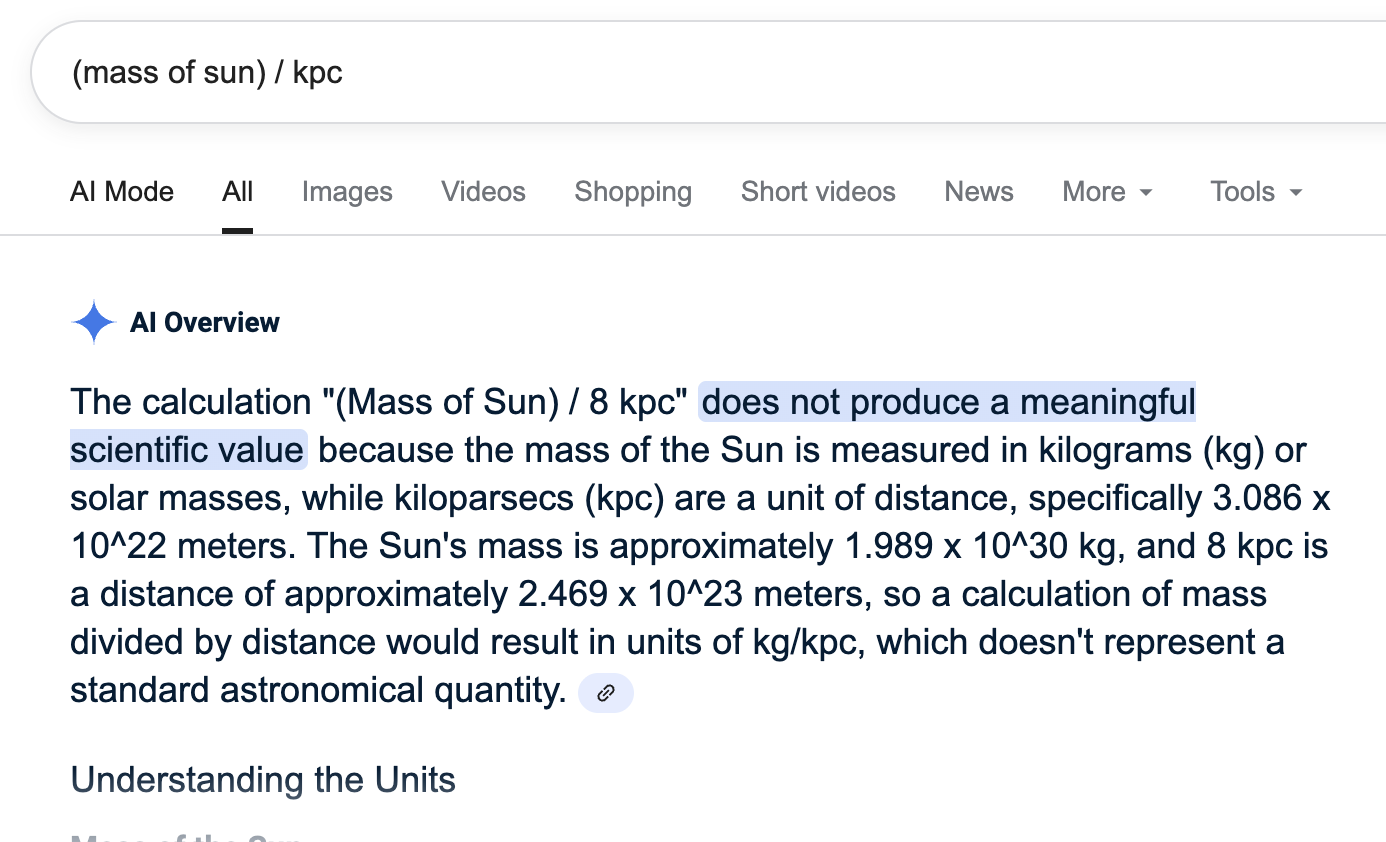 (mass of sun) / kpc
AI Mode All Images Videos Shopping Short videos News More Tools
AI Overview
The calculation "(Mass of Sun) / 8 kpc" does not produce a meaningful
scientific value because the mass of the Sun is measured in kilograms (kg) or
solar masses, while kiloparsecs (kpc) are a unit of distance, specifically 3.086 x
10^22 meters. The Sun's mass is approximately 1.989 x 10^30 kg, and 8 kpc is
a distance of approximately 2.469 x 10^23 meters, so a calculation of mass
divided by distance would result in units of kg/kpc, which doesn't represent a
standard astronomical quantity.
Understanding the Units
Mass of the Sun